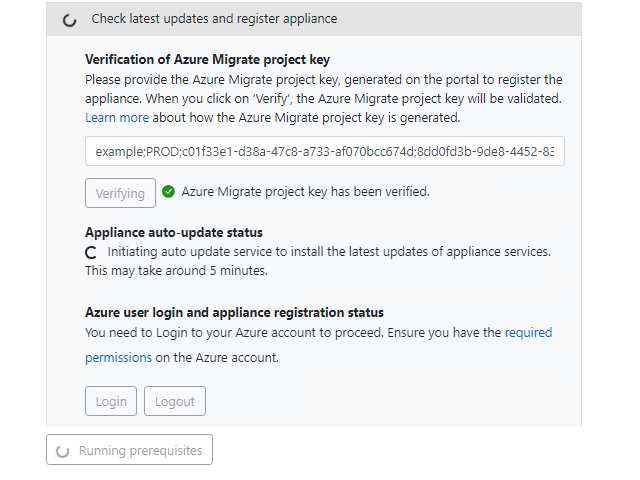 Check latest updates and register appliance
Verification of Azure Migrate project key
Please provide the Azure Migrate project key, generated on the portal to register the
appliance. When you click on 'Verify', the Azure Migrate project key will be validated.
Learn more about how the Azure Migrate project key is generated.
example;PROD;c01f33e1-d38a-47c8-a733-af070bcc674d;8dd0fd3b-9de8-4452-83
Verifying Azure Migrate project key has been verified.
Appliance auto-update status
Initiating auto update service to install the latest updates of appliance services.
This may take around 5 minutes.
Azure user login and appliance registration status
You need to Login to your Azure account to proceed. Ensure you have the required
permissions on the Azure account.
Login Logout
Running prerequisites